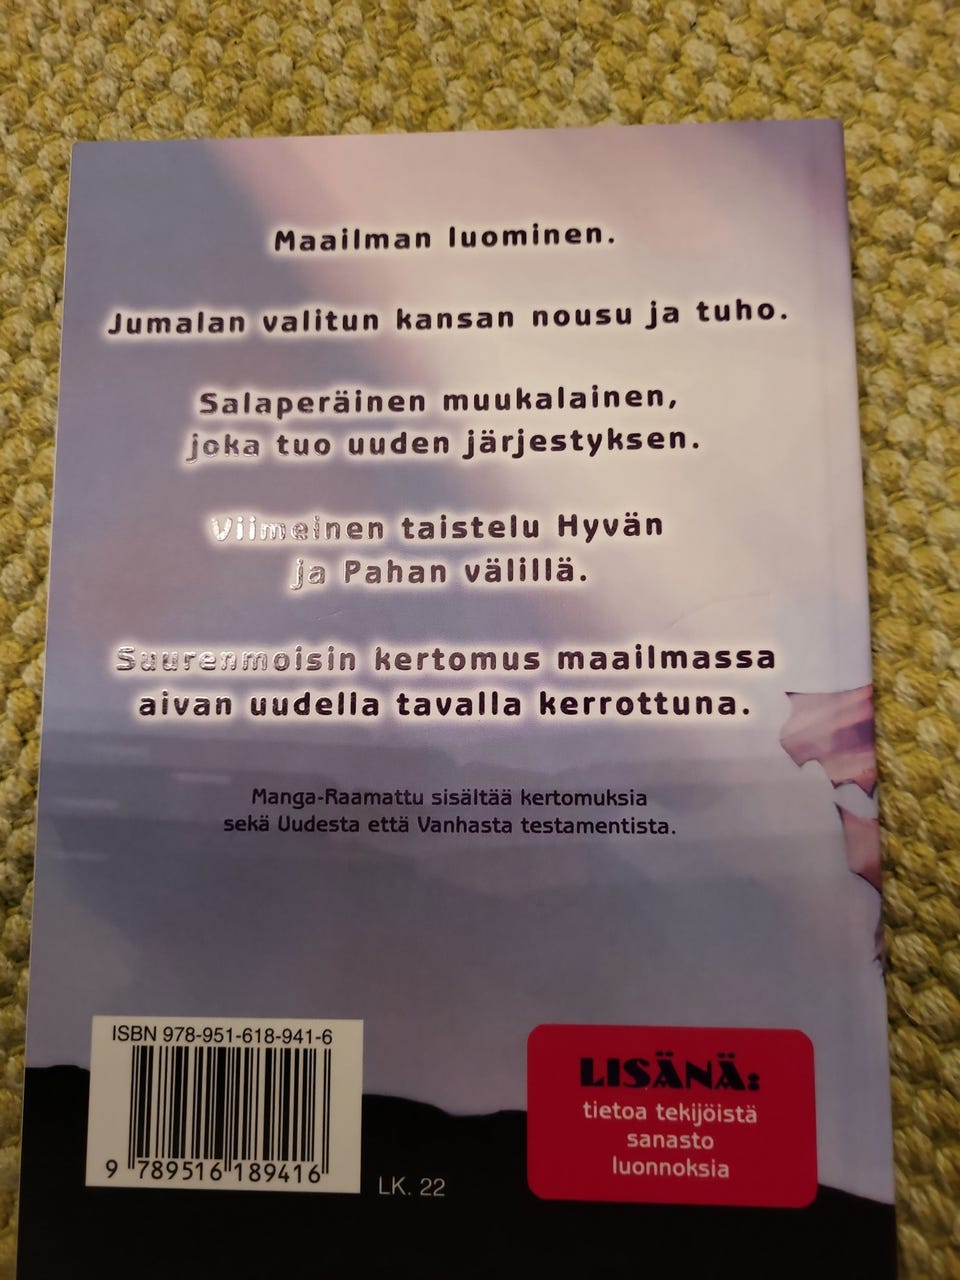 Maailman luominen.
Jumalan valitun kansan nousu ja tuho.
Salaperäinen muukalainen,
joka tuo uuden järjestyksen.
Viimeinen taistelu Hyvän
ja Pahan välillä.
Suurenmoisin kertomus maailmassa
aivan uudella tavalla kerrottuna.
Manga-Raamattu sisältää kertomuksia
sekä Uudesta että Vanhasta testamentista.
ISBN 978-951-618-941-6
9 789516 189416
LK. 22
LISÄNÄ:
tietoa tekijöistä
sanasto
luonnoksia